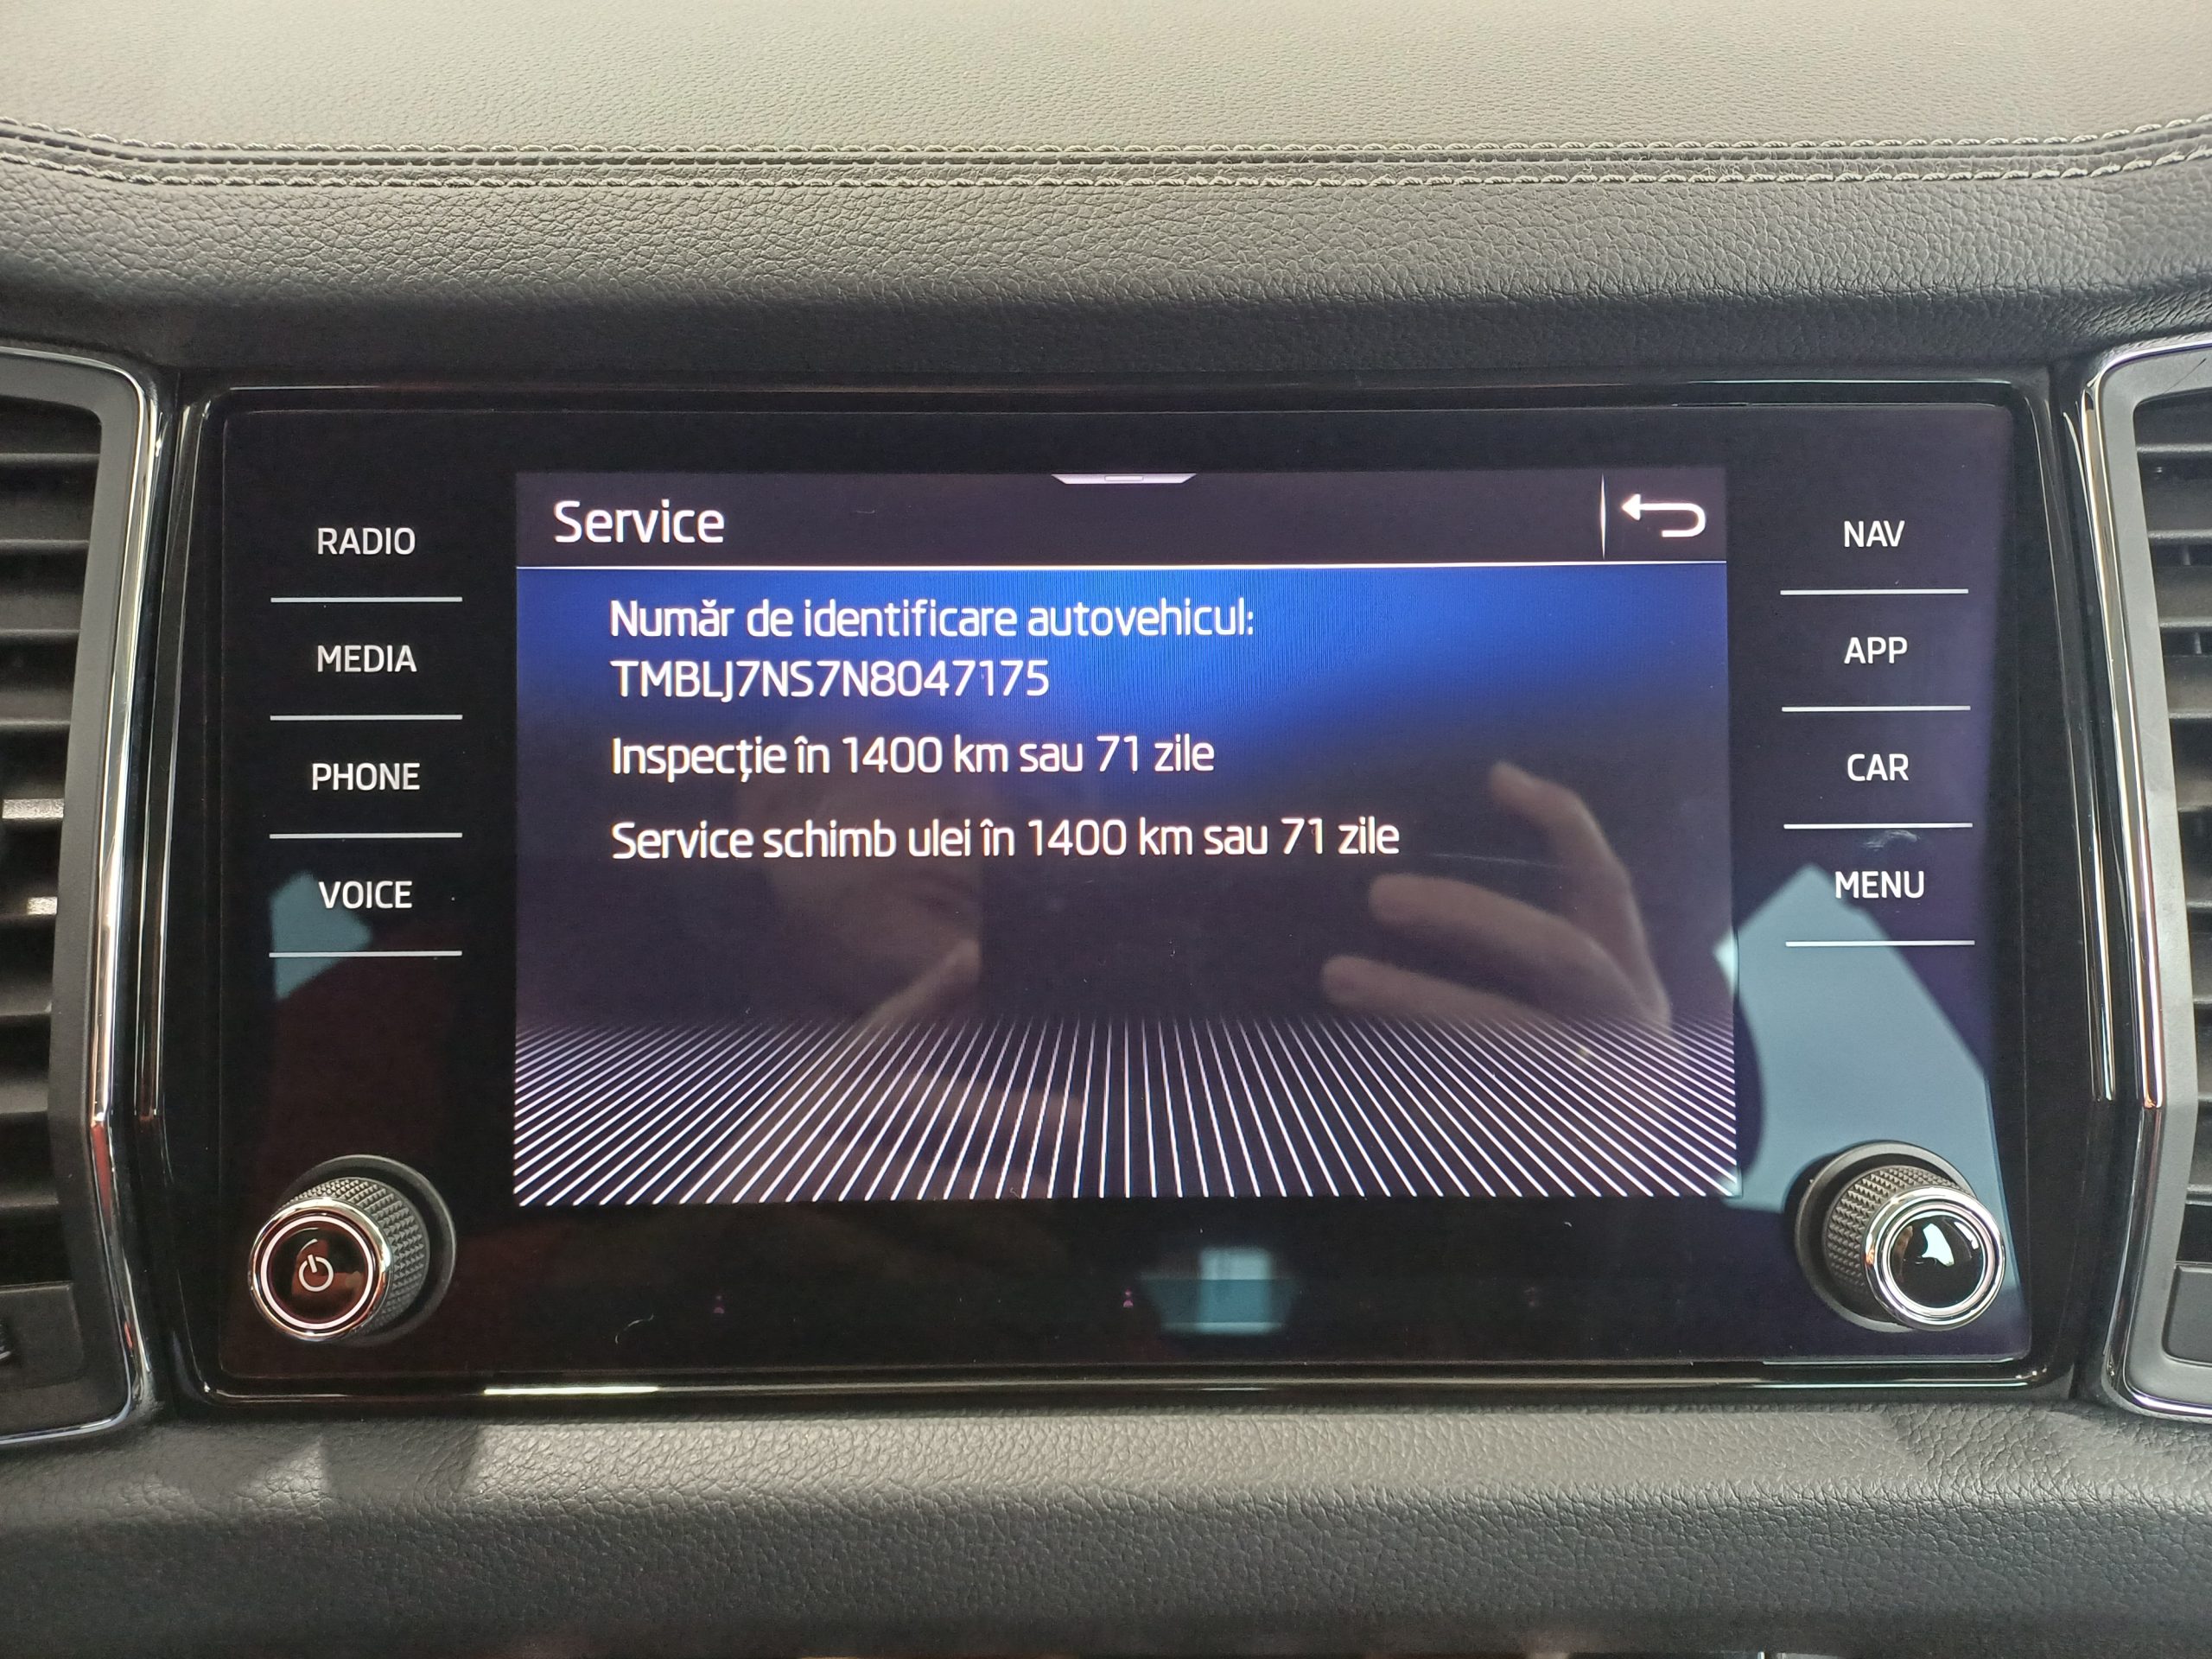 Service
Număr de identificare autovehicul:
TMBLJ7NS7N8047175
Inspecție în 1400 km sau 71 zile
Service schimb ulei în 1400 km sau 71 zile
RADIO
MEDIA
PHONE
VOICE
NAV
APP
CAR
MENU